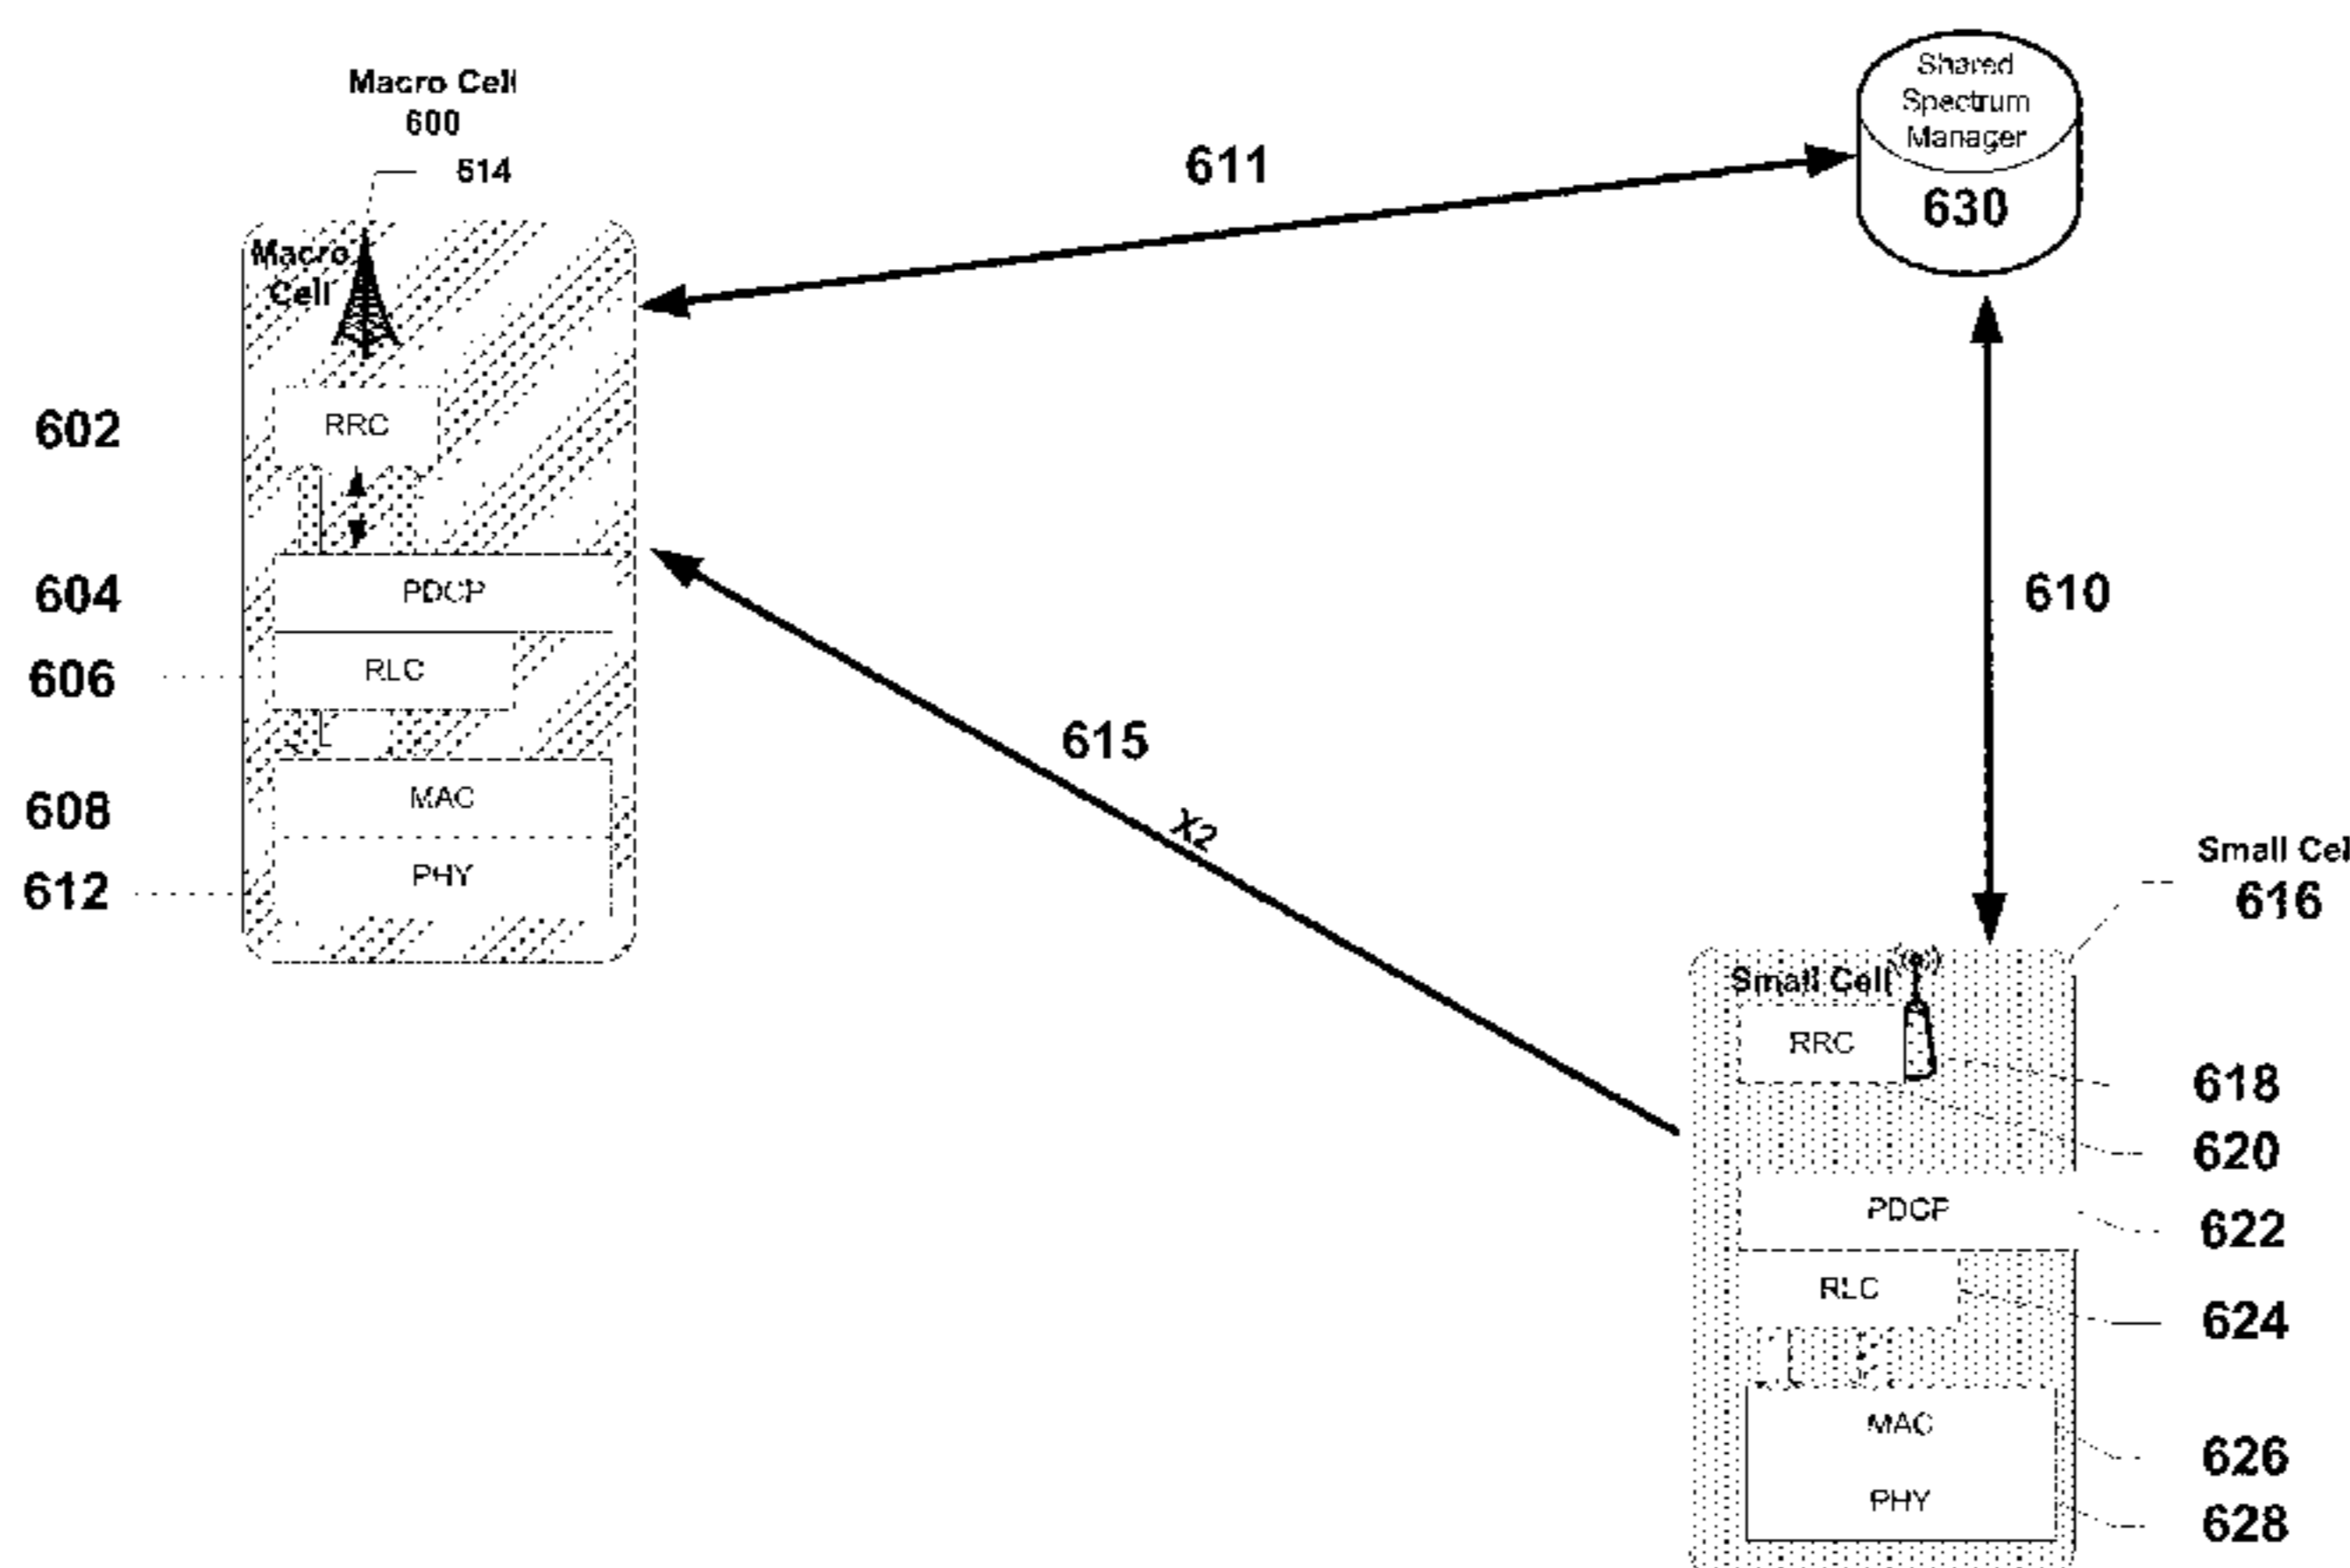 Macro Cell
600
614
611
Shared
Spectrum
Manager
630
Macro
Cell
RRC
602
PDCP
604
RLC
606
MAC
608
PHY
612
610
615
X2
Small Cel
616
Small Cell
RRC
618
620
PDCP
622
RLC
624
MAC
626
PHY
628